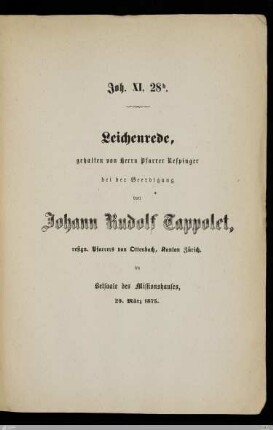 Joh. XI. 28b.
Leichenrede,
gehalten von Herrn Pfarrer Respinger
bei der Beerdigung
von
Johann Rudolf Tappolet,
resign. Pfarrers von Ottenbach, Kanton Zürich.
im
Betsaale des Missionshauses,
29. März 1875.